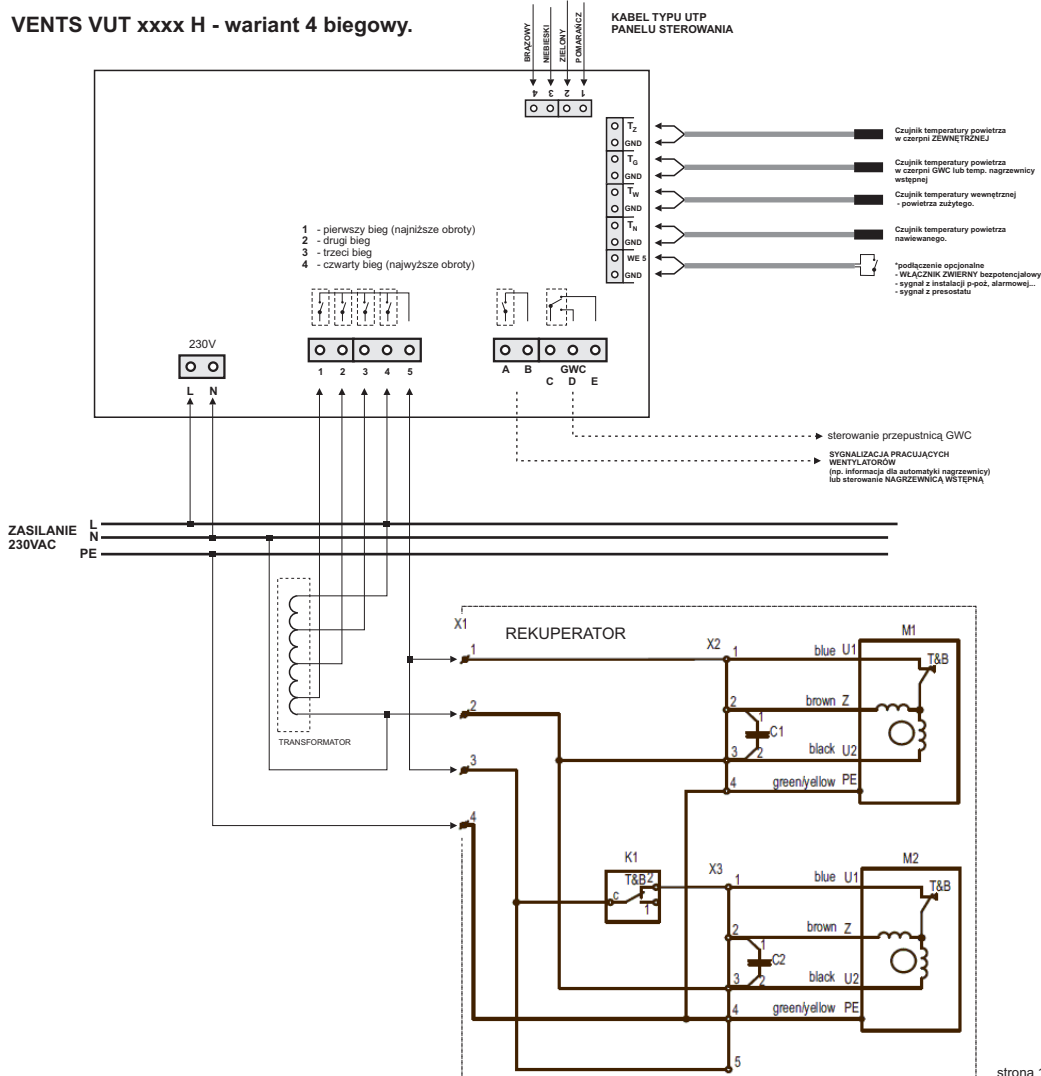 VENTS VUT xxxx H - wariant 4 biegowy.
KABEL TYPU UTP
PANELU STEROWANIA
BRĄZOWY
NIEBIESKI
ZIELONY
POMARAŃCZ
4 3 2 1
TZ
GND
TG
GND
TW
GND
TN
GND
WE 5
GND
Czujnik temperatury powietrza
w czerpni ZEWNĘTRZNEJ
Czujnik temperatury powietrza
w czerpni GWC lub temp. nagrzewnicy
wstępnej
Czujnik temperatury wewnętrznej
- powietrza zużytego.
Czujnik temperatury powietrza
nawiewanego.
*podłączenie opcjonalne
- WŁĄCZNIK ZWIERNY bezpotencjałowy
- sygnał z instalacji p-poż, alarmowej...
- sygnał z presostatu
1 - pierwszy bieg (najniższe obroty)
2 - drugi bieg
3 - trzeci bieg
4 - czwarty bieg (najwyższe obroty)
230V
L N
1 2 3 4 5
A B GWC
C D E
sterowanie przepustnicą GWC
SYGNALIZACJA PRACUJĄCYCH
WENTYLATORÓW
(np. informacja dla automatyki nagrzewnicy)
lub sterowanie NAGRZEWNICĄ WSTĘPNĄ
ZASILANIE
230VAC
L
N
PE
TRANSFORMATOR
X1
REKUPERATOR
1
2
3
4
X2
1
2
3
4
1
C1
2
blue U1
brown Z
black U2
green/yellow PE
M1
T&B
K1
T&B
2
c
1
X3
1
2
3
4
5
1
C2
2
blue U1
brown Z
black U2
green/yellow PE
M2
T&B
strona 1